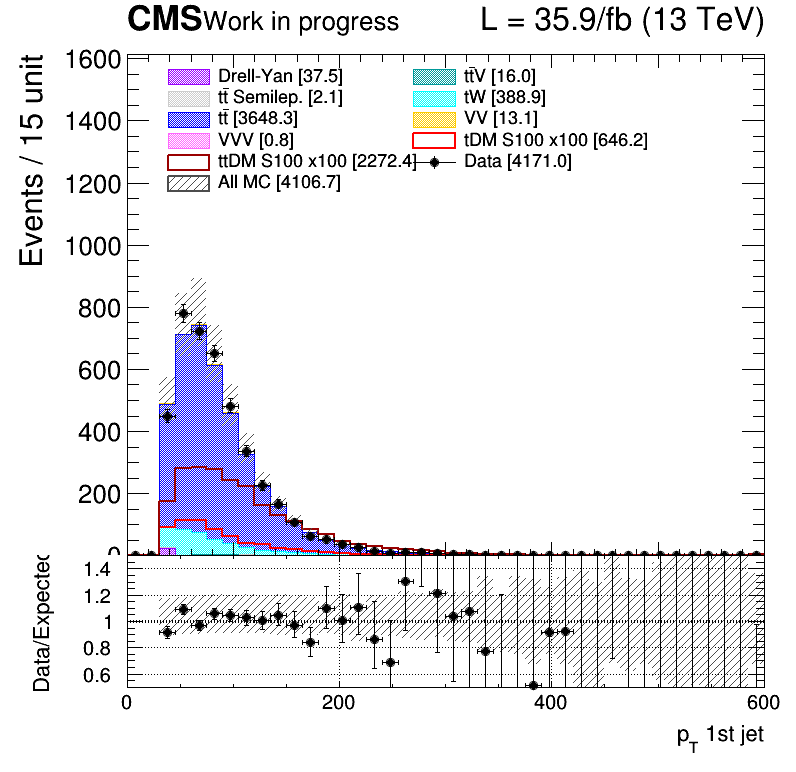 CMS Work in progress L = 35.9/fb (13 TeV)
Events / 15 unit
1600
1400
1200
1000
800
600
400
200
0
Drell-Yan [37.5] tt̄V [16.0]
tt̄ Semilep. [2.1] tW [388.9]
tt̄ [3648.3] VV [13.1]
VVV [0.8] tDM S100 x100 [646.2]
ttDM S100 x100 [2272.4] Data [4171.0]
All MC [4106.7]
Data/Expected
1.4
1.2
1
0.8
0.6
0 200 400 600
p_T 1st jet